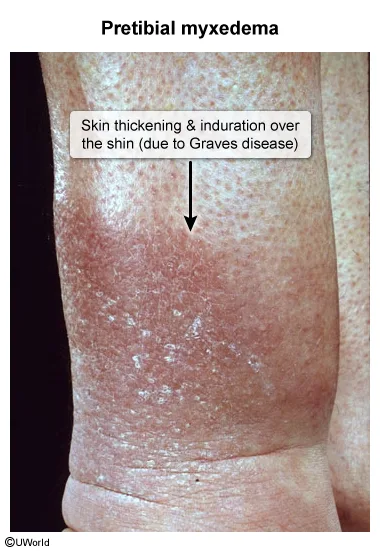 Pretibial myxedema
Skin thickening & induration over
the shin (due to Graves disease)
©UWorld